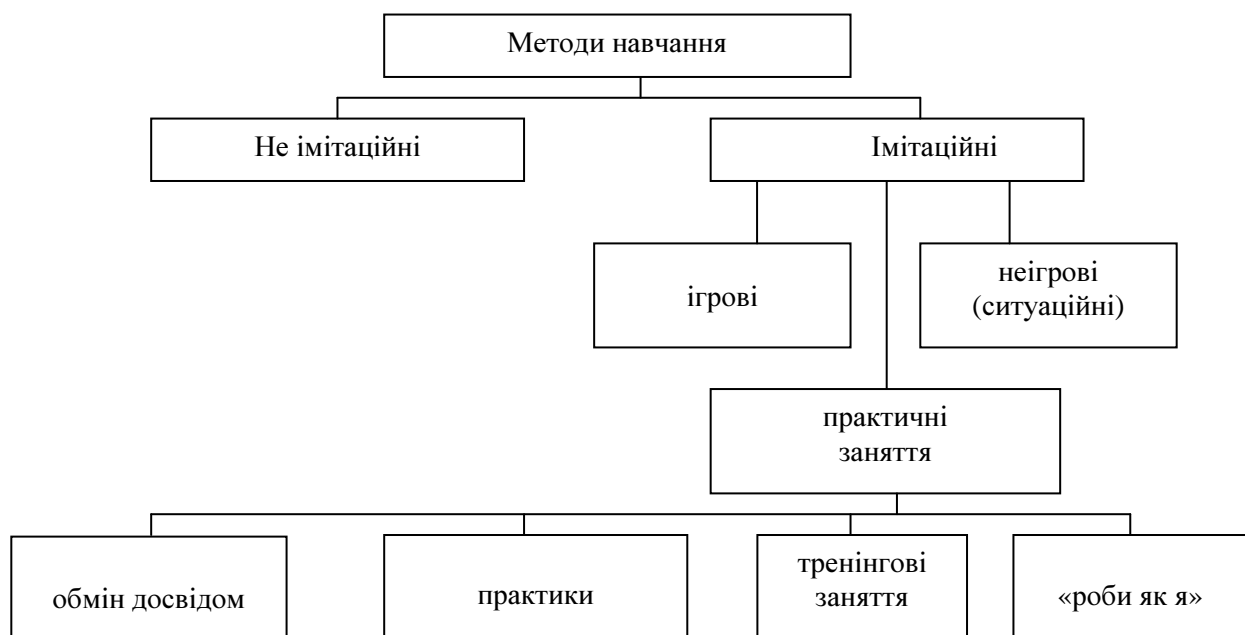 Методи навчання
Не імітаційні
Імітаційні
ігрові
неігрові
(ситуаційні)
практичні
заняття
обмін досвідом
практики
тренінгові
заняття
«роби як я»